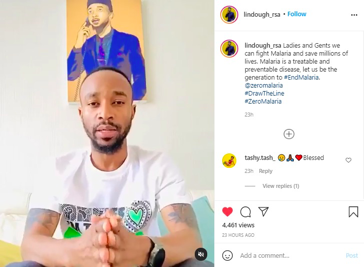 lindough_rsa • Follow
lindough_rsa Ladies and Gents we
can fight Malaria and save millions of
lives. Malaria is a treatable and
preventable disease, let us be the
generation to #EndMalaria.
@zeromalaria
#DrawTheLine
#ZeroMalaria
23h
tashy.tash_ 😍🙏❤️Blessed
23h Reply
View replies (1)
4,461 views
23 HOURS AGO
Add a comment...
Post